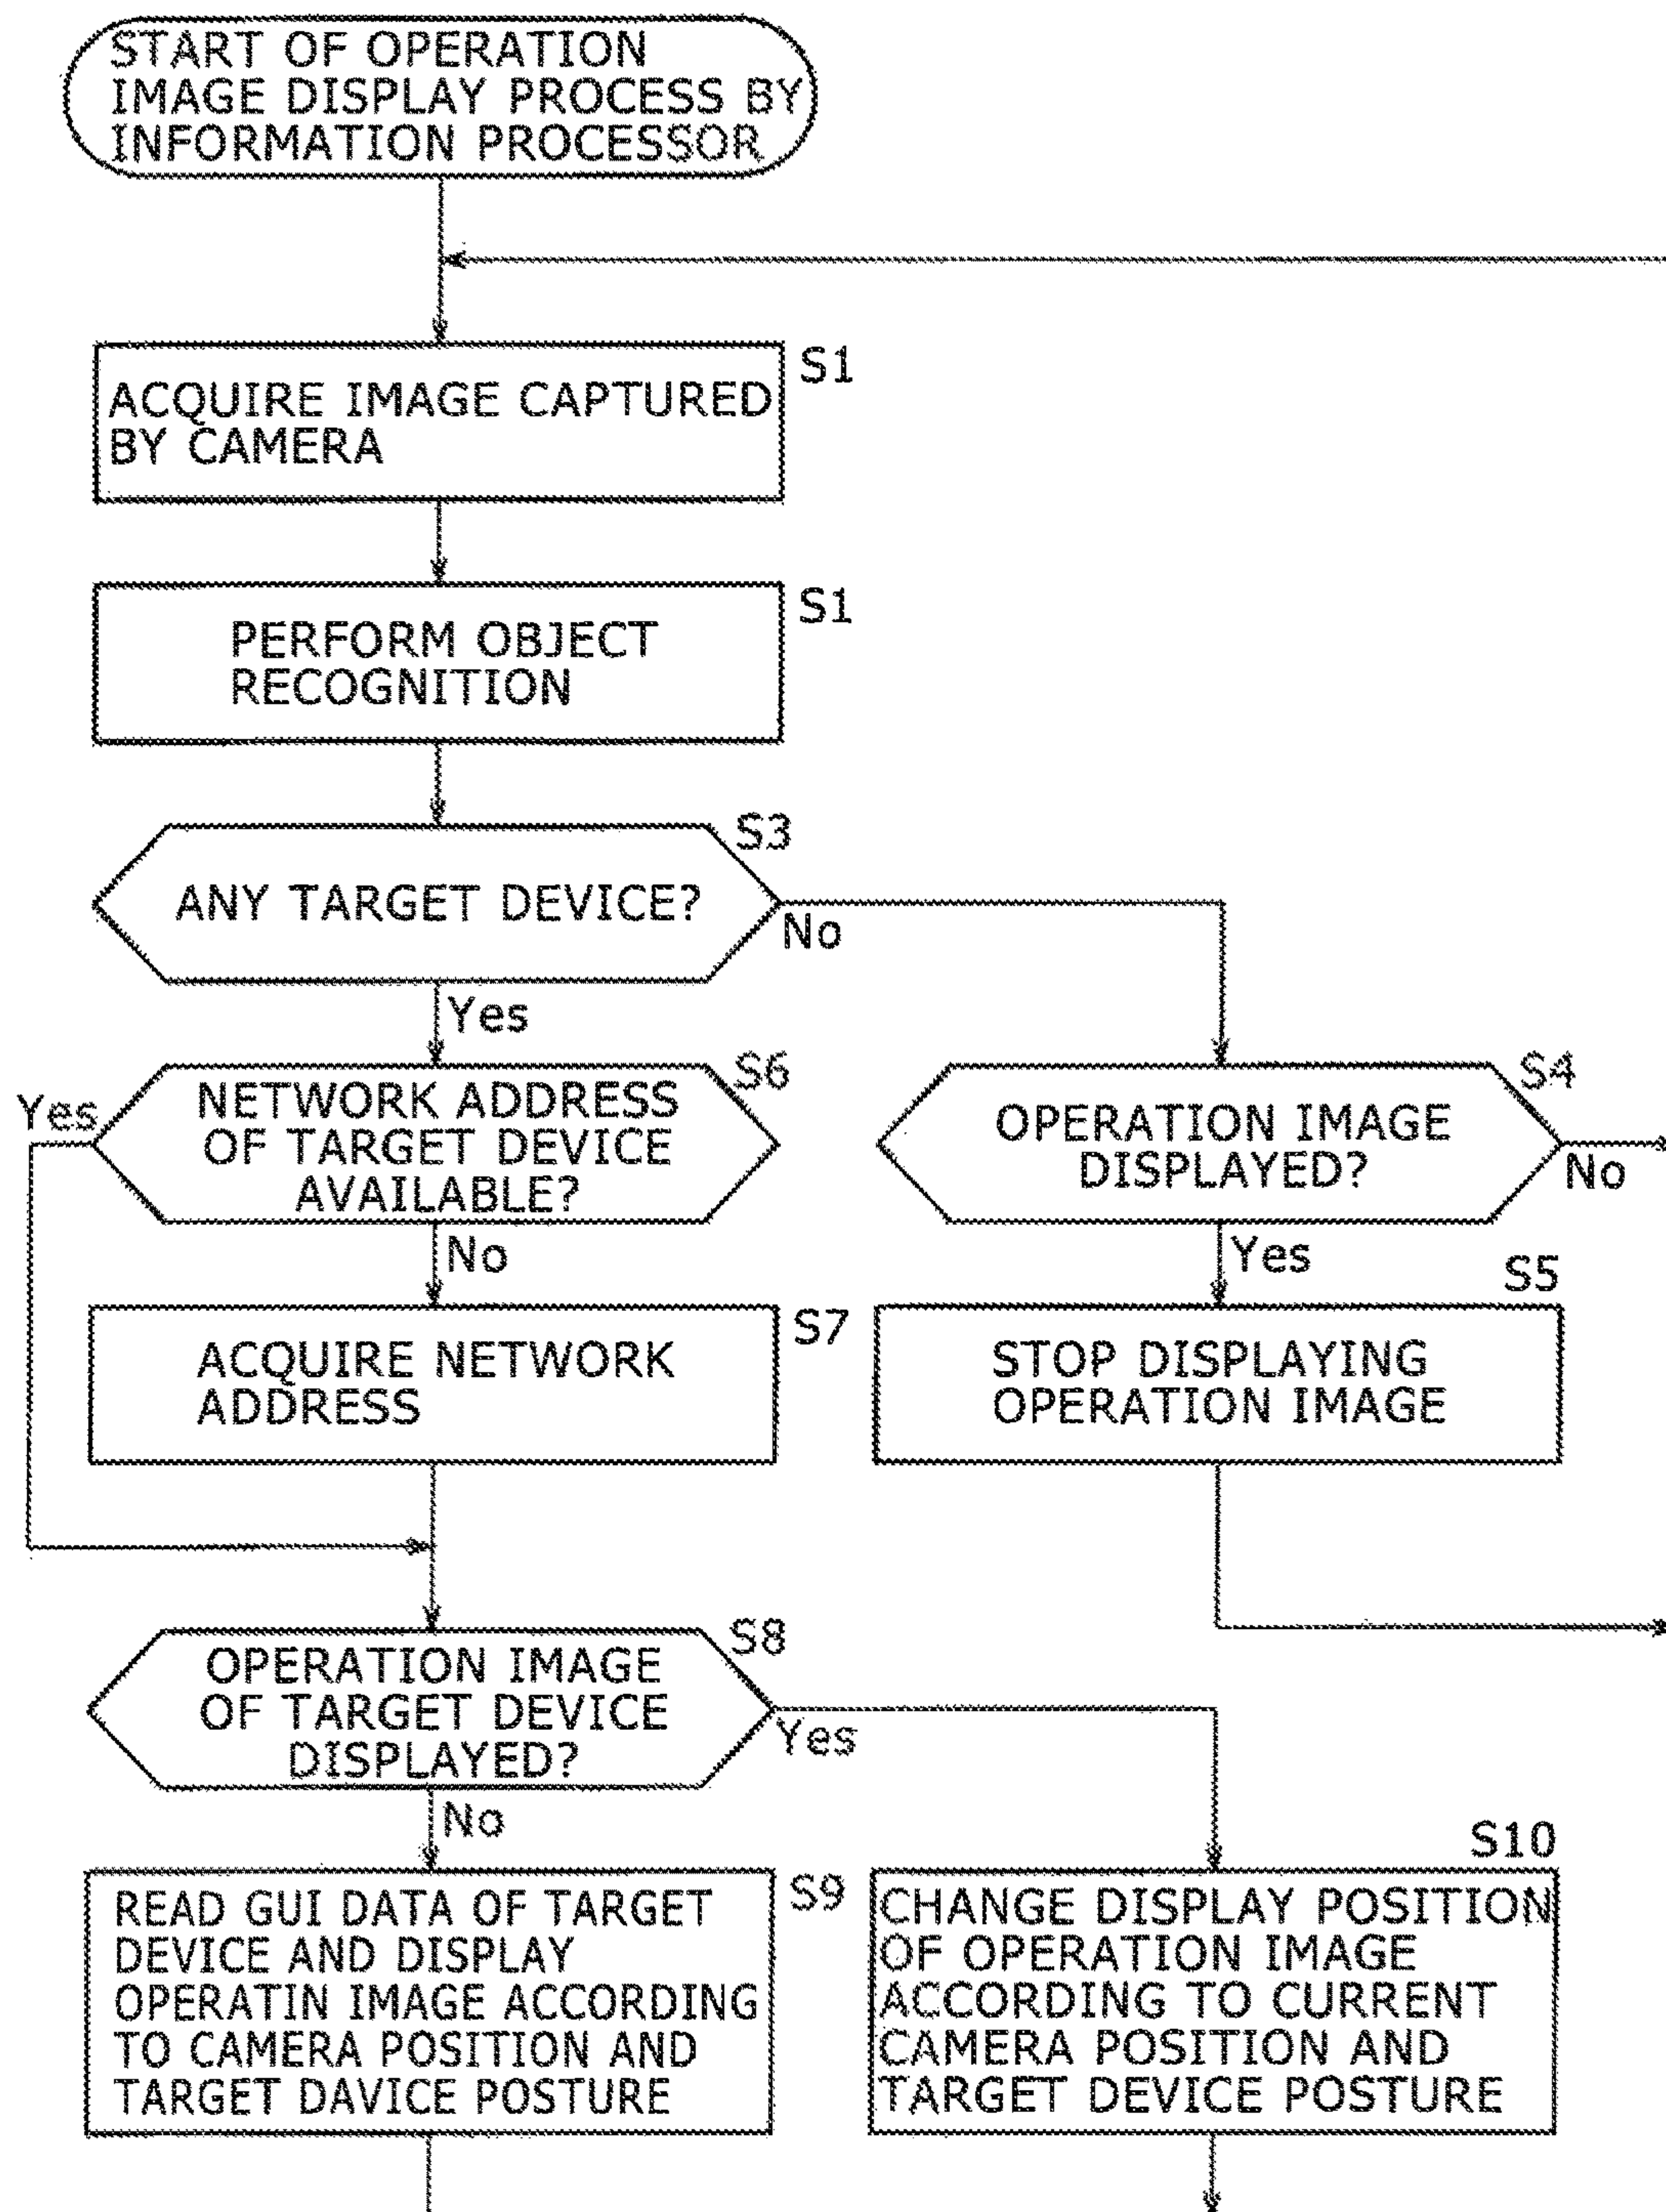 START OF OPERATION
IMAGE DISPLAY PROCESS BY
INFORMATION PROCESSOR
S1
ACQUIRE IMAGE CAPTURED
BY CAMERA
S1
PERFORM OBJECT
RECOGNITION
S3
ANY TARGET DEVICE?
No
Yes
S6
NETWORK ADDRESS
OF TARGET DEVICE
AVAILABLE?
Yes
No
S4
OPERATION IMAGE
DISPLAYED?
No
Yes
S7
ACQUIRE NETWORK
ADDRESS
S5
STOP DISPLAYING
OPERATION IMAGE
S8
OPERATION IMAGE
OF TARGET DEVICE
DISPLAYED?
Yes
No
S9
READ GUI DATA OF TARGET
DEVICE AND DISPLAY
OPERATIN IMAGE ACCORDING
TO CAMERA POSITION AND
TARGET DAVICE POSTURE
S10
CHANGE DISPLAY POSITION
OF OPERATION IMAGE
ACCORDING TO CURRENT
CAMERA POSITION AND
TARGET DEVICE POSTURE